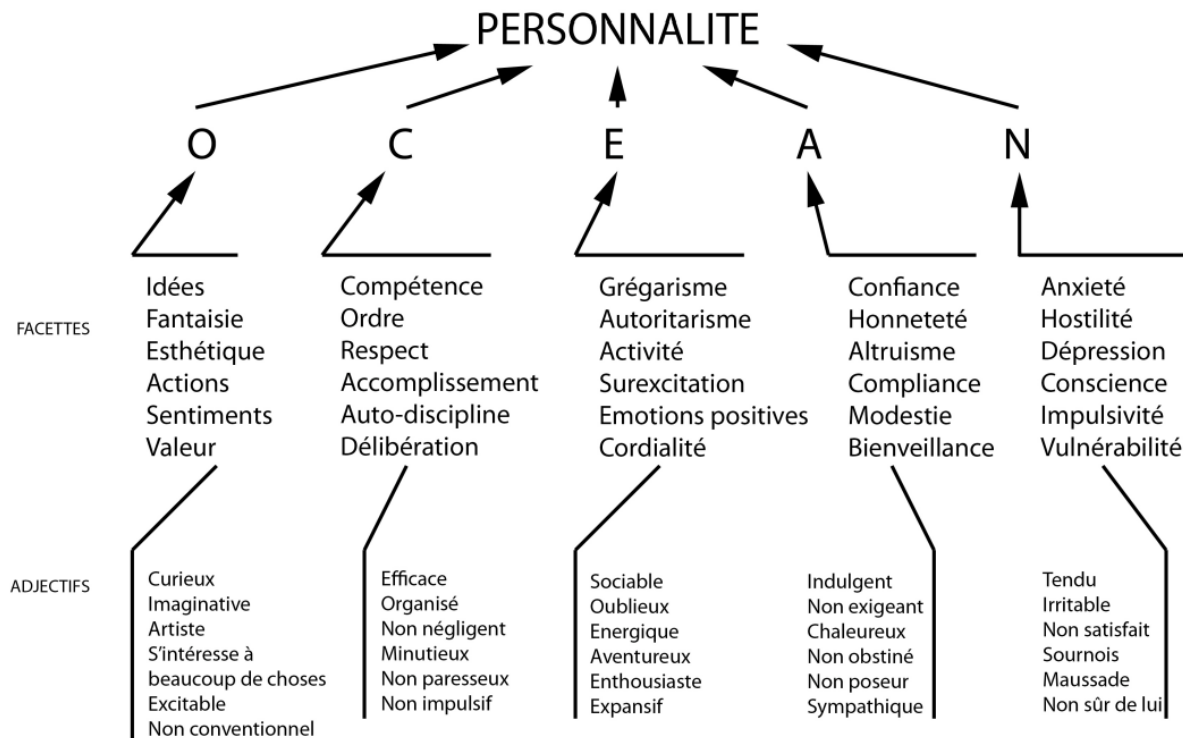 PERSONNALITE
O
C
E
A
N
FACETTES
Idées
Fantaisie
Esthétique
Actions
Sentiments
Valeur
Compétence
Ordre
Respect
Accomplissement
Auto-discipline
Délibération
Grégarisme
Autoritarisme
Activité
Surexcitation
Emotions positives
Cordialité
Confiance
Honneteté
Altruisme
Compliance
Modestie
Bienveillance
Anxieté
Hostilité
Dépression
Conscience
Impulsivité
Vulnérabilité
ADJECTIFS
Curieux
Imaginative
Artiste
S'intéresse à
beaucoup de choses
Excitable
Non conventionnel
Efficace
Organisé
Non négligent
Minutieux
Non paresseux
Non impulsif
Sociable
Oublieux
Energique
Aventureux
Enthousiaste
Expansif
Indulgent
Non exigeant
Chaleureux
Non obstiné
Non poseur
Sympathique
Tendu
Irritable
Non satisfait
Sournois
Maussade
Non sûr de lui